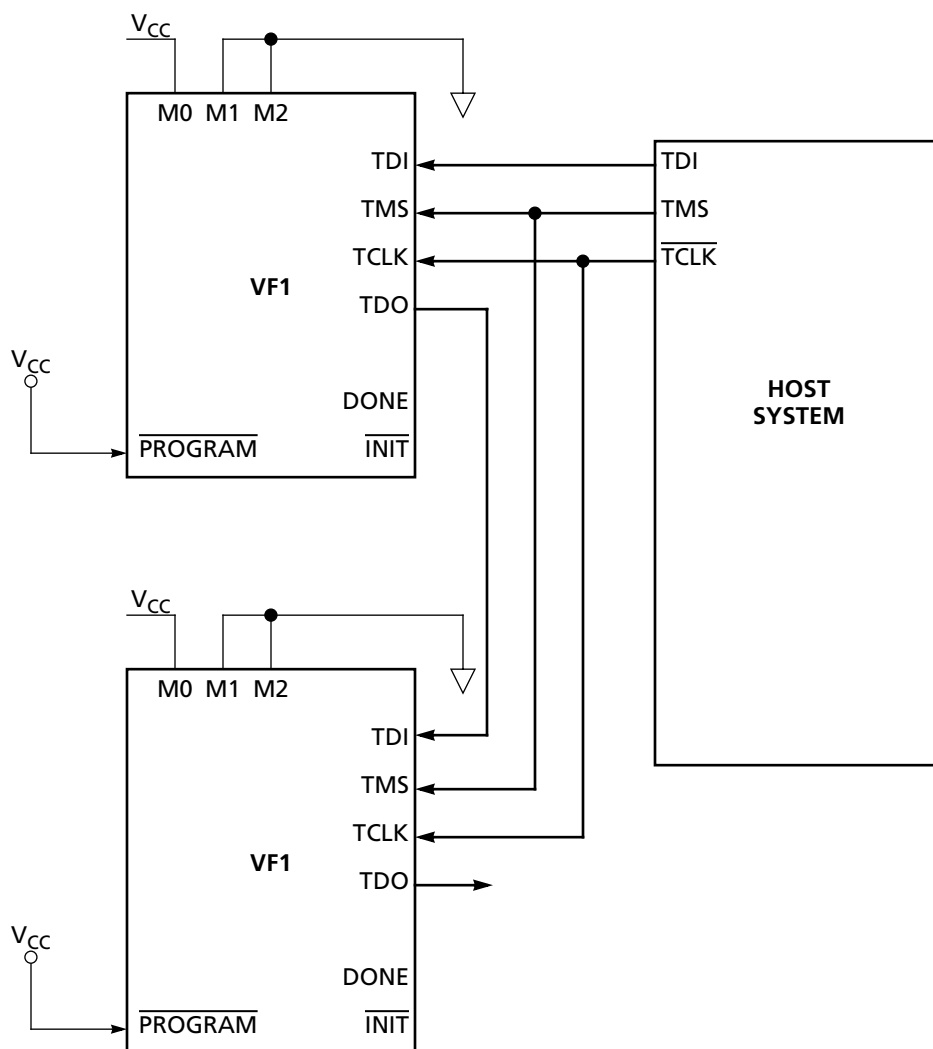 VCC
M0 M1 M2
TDI
TMS
TCLK
VF1
TDO
VCC
DONE
PROGRAM
INIT
TDI
TMS
TCLK
HOST
SYSTEM
VCC
M0 M1 M2
TDI
TMS
TCLK
VF1
TDO
VCC
DONE
PROGRAM
INIT